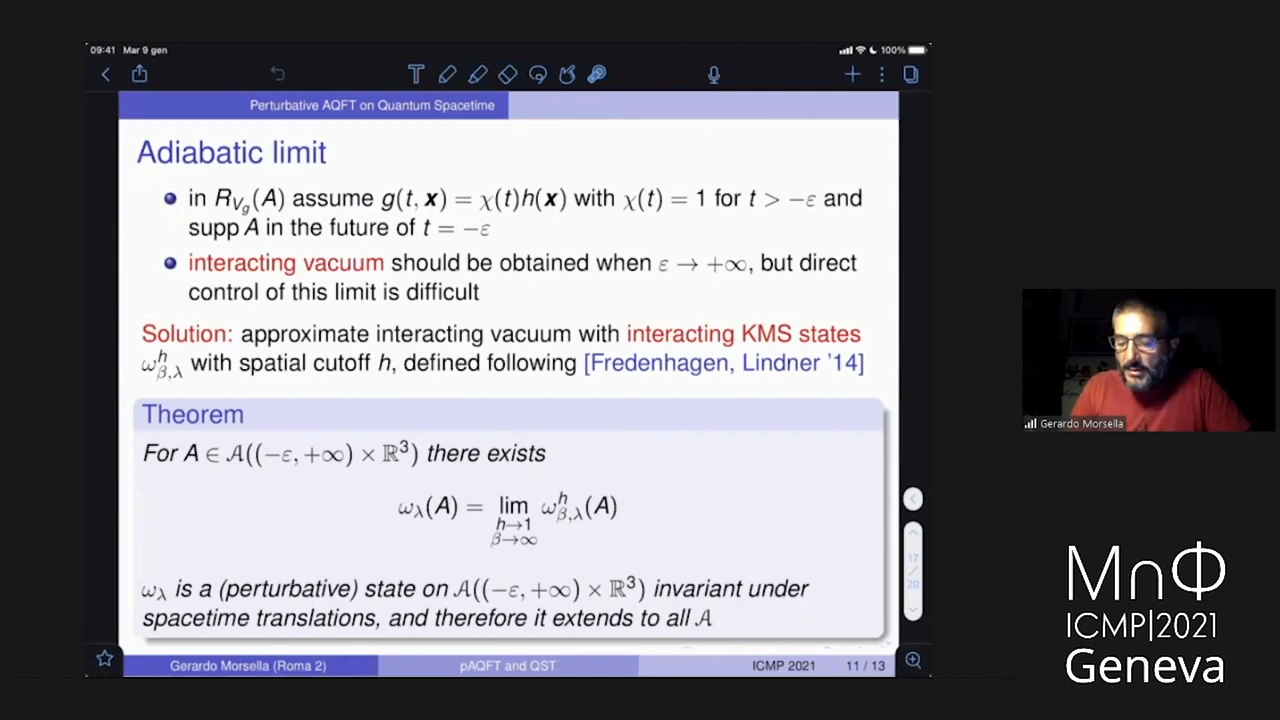 09:41 Mar 9 gen
100%
Perturbative AQFT on Quantum Spacetime
Adiabatic limit
in R_{V_g}(A) assume g(t, x) = χ(t)h(x) with χ(t) = 1 for t > −ε and
supp A in the future of t = −ε
interacting vacuum should be obtained when ε → +∞, but direct
control of this limit is difficult
Solution: approximate interacting vacuum with interacting KMS states
ω^h_{β,λ} with spatial cutoff h, defined following [Fredenhagen, Lindner '14]
Theorem
For A ∈ 𝒜((−ε, +∞) × ℝ³) there exists
ω_λ(A) = lim ω^h_{β,λ}(A)
h→1
β→∞
ω_λ is a (perturbative) state on 𝒜((−ε, +∞) × ℝ³) invariant under
spacetime translations, and therefore it extends to all 𝒜
Gerardo Morsella (Roma 2) pAQFT and QST ICMP 2021 11 / 13
17
/
20
Gerardo Morsella
M∩Φ
ICMP|2021
Geneva